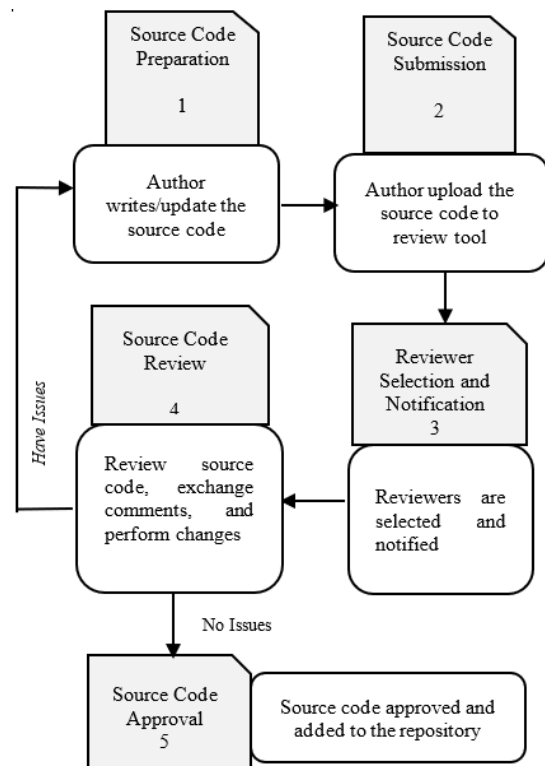 Source Code
Preparation
1
Author
writes/update the
source code
Source Code
Submission
2
Author upload the
source code to
review tool
Reviewer
Selection and
Notification
3
Reviewers are
selected and
notified
Source Code
Review
4
Review source
code, exchange
comments, and
perform changes
Have Issues
No Issues
Source Code
Approval
5
Source code approved and
added to the repository